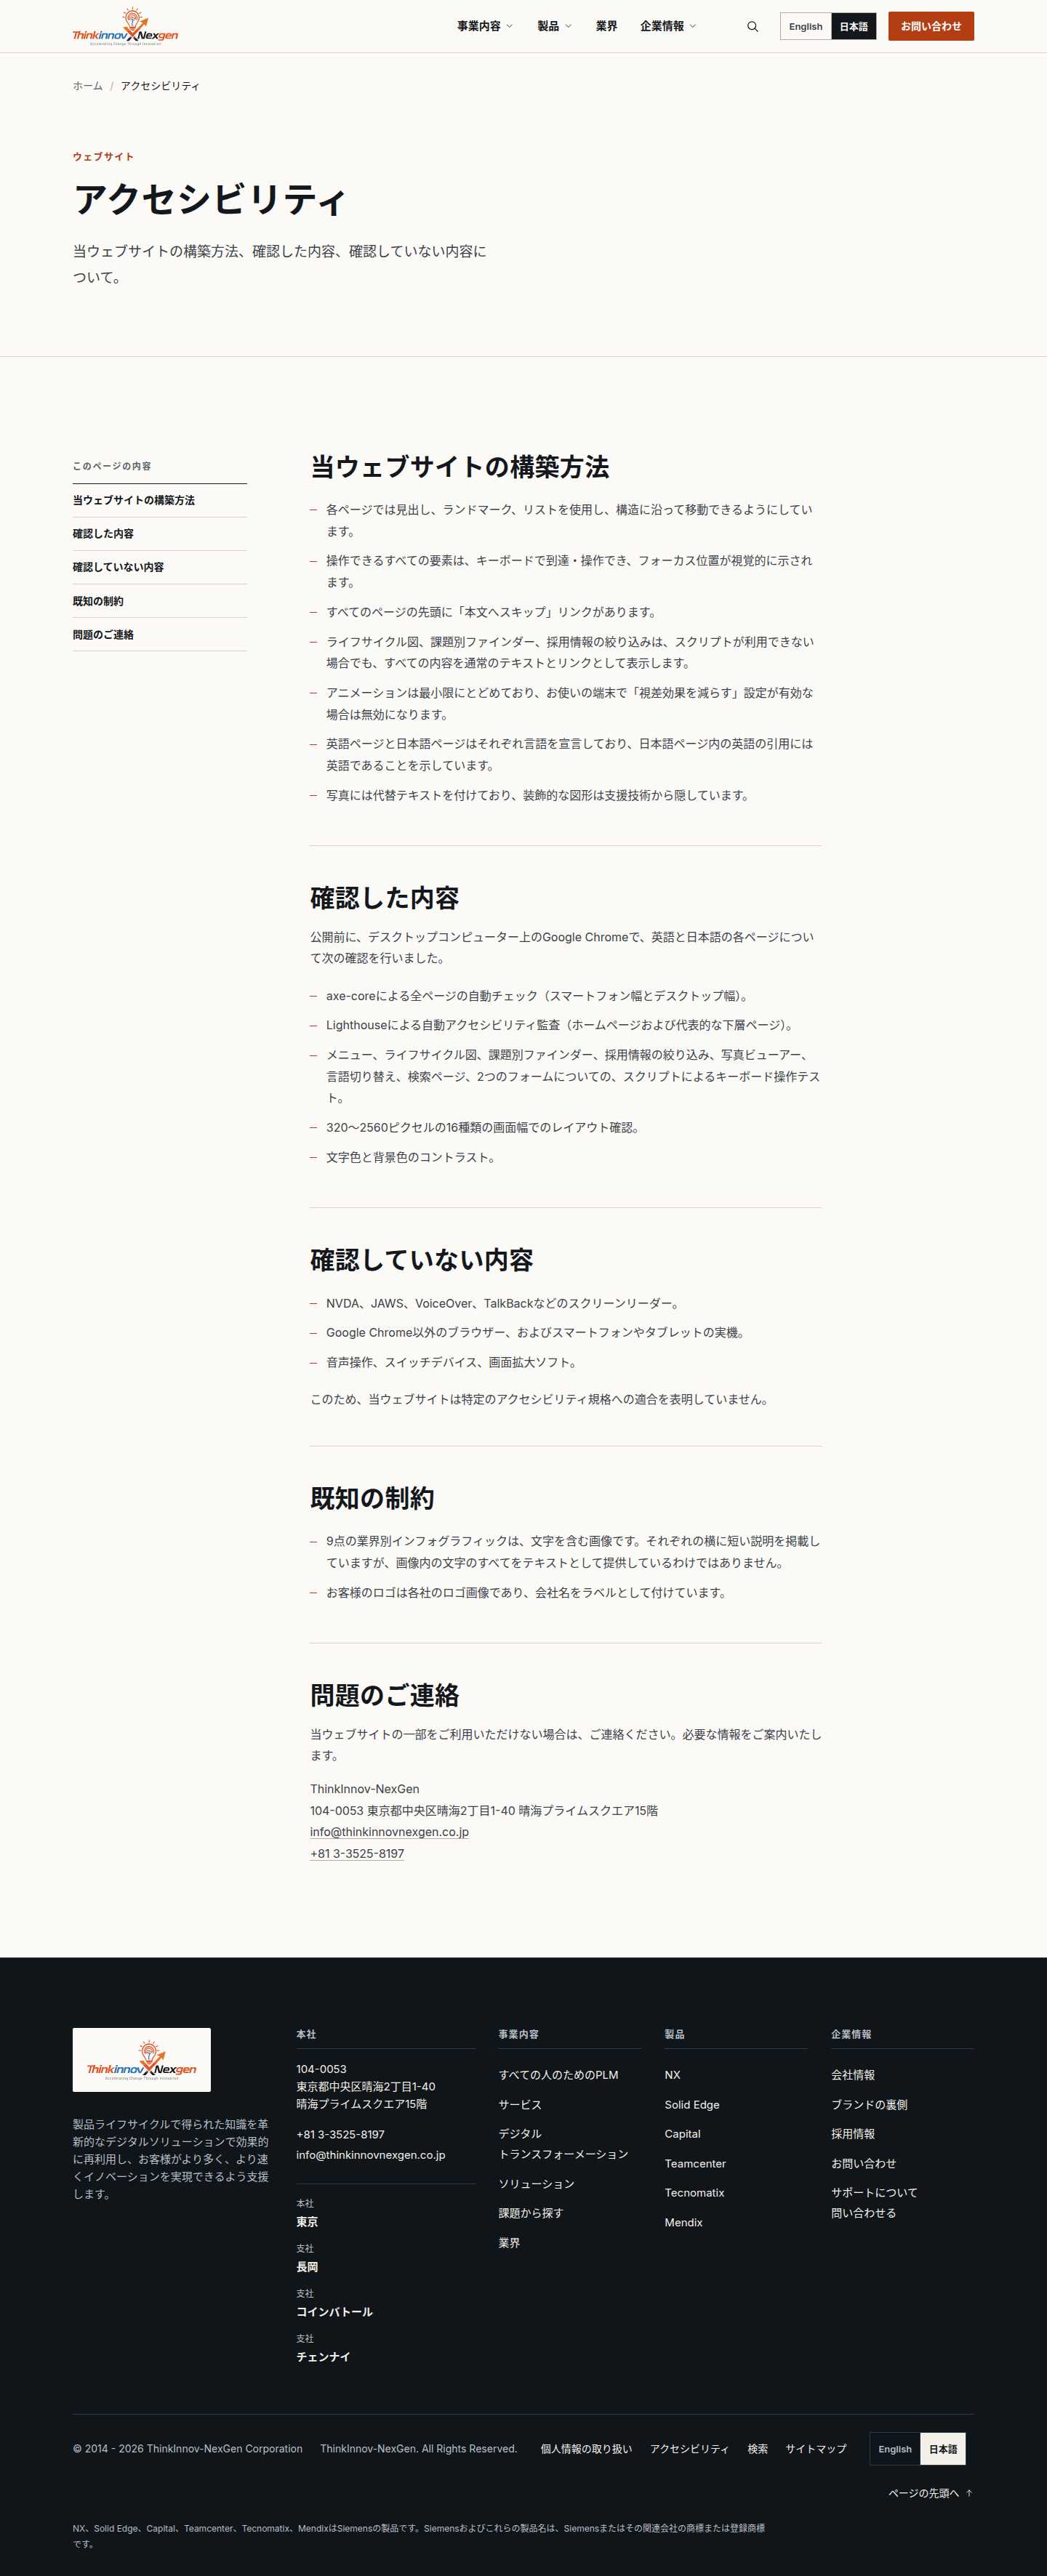 ThinkinnovXNexgen
Accelerating Change Through Innovation
事業内容
製品
業界
企業情報
English
日本語
お問い合わせ
ホーム / アクセシビリティ
ウェブサイト
アクセシビリティ
当ウェブサイトの構築方法、確認した内容、確認していない内容に
ついて。
このページの内容
当ウェブサイトの構築方法
確認した内容
確認していない内容
既知の制約
問題のご連絡
当ウェブサイトの構築方法
各ページでは見出し、ランドマーク、リストを使用し、構造に沿って移動できるようにしてい
ます。
操作できるすべての要素は、キーボードで到達・操作でき、フォーカス位置が視覚的に示され
ます。
すべてのページの先頭に「本文へスキップ」リンクがあります。
ライフサイクル図、課題別ファインダー、採用情報の絞り込みは、スクリプトが利用できない
場合でも、すべての内容を通常のテキストとリンクとして表示します。
アニメーションは最小限にとどめており、お使いの端末で「視差効果を減らす」設定が有効な
場合は無効になります。
英語ページと日本語ページはそれぞれ言語を宣言しており、日本語ページ内の英語の引用には
英語であることを示しています。
写真には代替テキストを付けており、装飾的な図形は支援技術から隠しています。
確認した内容
公開前に、デスクトップコンピューター上のGoogle Chromeで、英語と日本語の各ページについ
て次の確認を行いました。
axe-coreによる全ページの自動チェック（スマートフォン幅とデスクトップ幅）。
Lighthouseによる自動アクセシビリティ監査（ホームページおよび代表的な下層ページ）。
メニュー、ライフサイクル図、課題別ファインダー、採用情報の絞り込み、写真ビューアー、
言語切り替え、検索ページ、2つのフォームについての、スクリプトによるキーボード操作テス
ト。
320〜2560ピクセルの16種類の画面幅でのレイアウト確認。
文字色と背景色のコントラスト。
確認していない内容
NVDA、JAWS、VoiceOver、TalkBackなどのスクリーンリーダー。
Google Chrome以外のブラウザー、およびスマートフォンやタブレットの実機。
音声操作、スイッチデバイス、画面拡大ソフト。
このため、当ウェブサイトは特定のアクセシビリティ規格への適合を表明していません。
既知の制約
9点の業界別インフォグラフィックは、文字を含む画像です。それぞれの横に短い説明を掲載し
ていますが、画像内の文字のすべてをテキストとして提供しているわけではありません。
お客様のロゴは各社のロゴ画像であり、会社名をラベルとして付けています。
問題のご連絡
当ウェブサイトの一部をご利用いただけない場合は、ご連絡ください。必要な情報をご案内いたし
ます。
ThinkInnov-NexGen
104-0053 東京都中央区晴海2丁目1-40 晴海プライムスクエア15階
info@thinkinnovnexgen.co.jp
+81 3-3525-8197
ThinkinnovXNexgen
Accelerating Change Through Innovation
製品ライフサイクルで得られた知識を革
新的なデジタルソリューションで効果的
に再利用し、お客様がより多く、より速
くイノベーションを実現できるよう支援
します。
本社
104-0053
東京都中央区晴海2丁目1-40
晴海プライムスクエア15階
+81 3-3525-8197
info@thinkinnovnexgen.co.jp
本社
東京
支社
長岡
支社
コインバトール
支社
チェンナイ
事業内容
すべての人のためのPLM
サービス
デジタル
トランスフォーメーション
ソリューション
課題から探す
業界
製品
NX
Solid Edge
Capital
Teamcenter
Tecnomatix
Mendix
企業情報
会社情報
ブランドの裏側
採用情報
お問い合わせ
サポートについて
問い合わせる
© 2014 - 2026 ThinkInnov-NexGen Corporation
ThinkInnov-NexGen. All Rights Reserved.
個人情報の取り扱い
アクセシビリティ
検索
サイトマップ
English
日本語
ページの先頭へ ↑
NX、Solid Edge、Capital、Teamcenter、Tecnomatix、MendixはSiemensの製品です。Siemensおよびこれらの製品名は、Siemensまたはその関連会社の商標または登録商標
です。